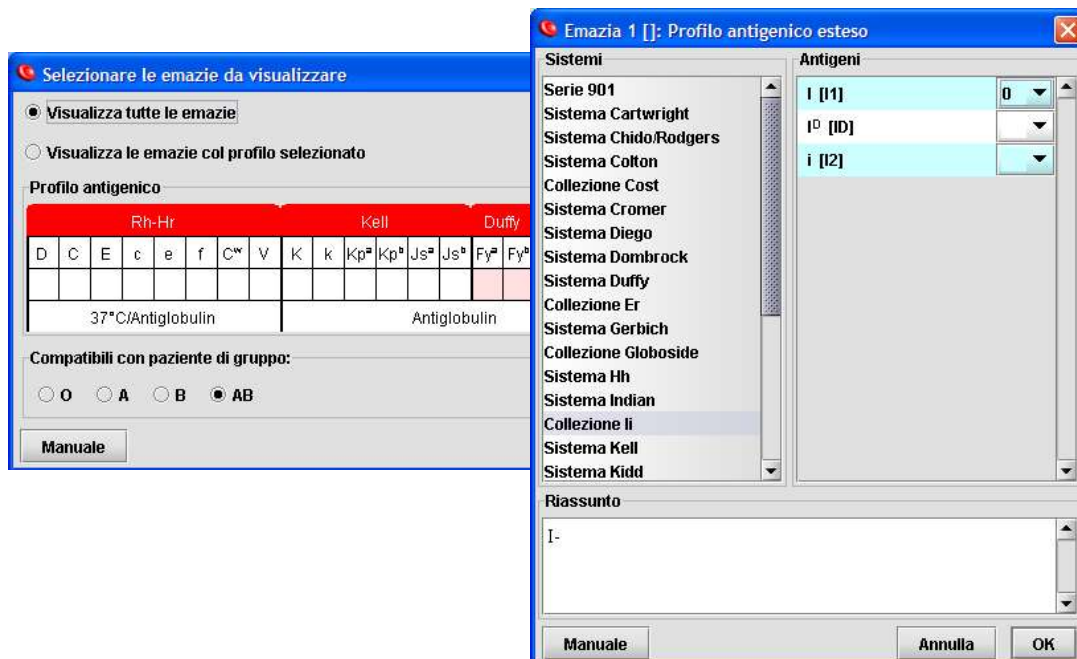 Selezionare le emazie da visualizzare
Visualizza tutte le emazie
Visualizza le emazie col profilo selezionato
Profilo antigenico
Rh-Hr Kell Duffy
D C E c e f Cʷ V K k Kpª Kpᵇ Jsª Jsᵇ Fyª Fyᵇ
37°C/Antiglobulin Antiglobulin
Compatibili con paziente di gruppo:
O A B AB
Manuale
Emazia 1 []: Profilo antigenico esteso
Sistemi
Serie 901
Sistema Cartwright
Sistema Chido/Rodgers
Sistema Colton
Collezione Cost
Sistema Cromer
Sistema Diego
Sistema Dombrock
Sistema Duffy
Collezione Er
Sistema Gerbich
Collezione Globoside
Sistema Hh
Sistema Indian
Collezione Ii
Sistema Kell
Sistema Kidd
Antigeni
I [I1] 0
Iᴰ [ID]
i [I2]
Riassunto
I-
Manuale Annulla OK